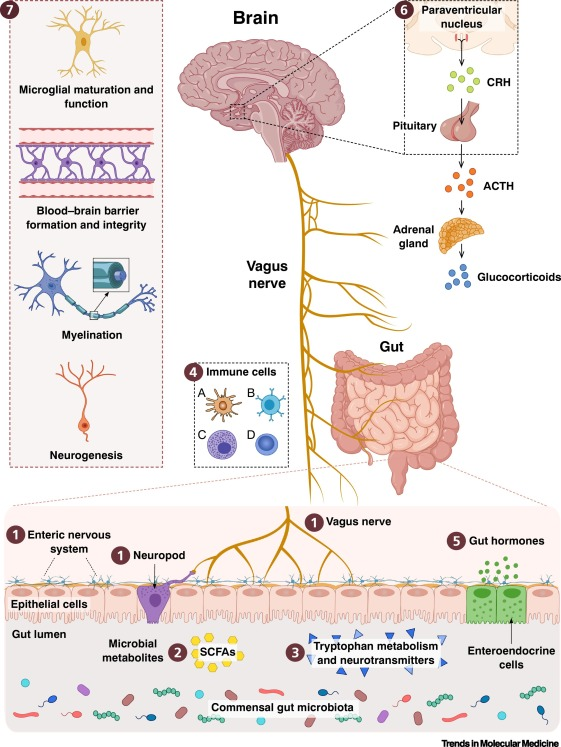 7
Microglial maturation and
function
Blood–brain barrier
formation and integrity
Myelination
Neurogenesis
Brain
Vagus
nerve
6
Paraventricular
nucleus
CRH
Pituitary
ACTH
Adrenal
gland
Glucocorticoids
Gut
4 Immune cells
A
B
C
D
1 Enteric nervous
system
1 Neuropod
1 Vagus nerve
5 Gut hormones
Epithelial cells
Gut lumen
Microbial
metabolites
2 SCFAs
3 Tryptophan metabolism
and neurotransmitters
Enteroendocrine
cells
Commensal gut microbiota
Trends in Molecular Medicine